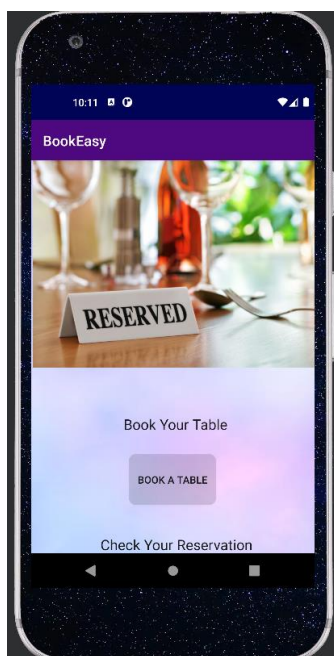 10:11
BookEasy
RESERVED
Book Your Table
BOOK A TABLE
Check Your Reservation